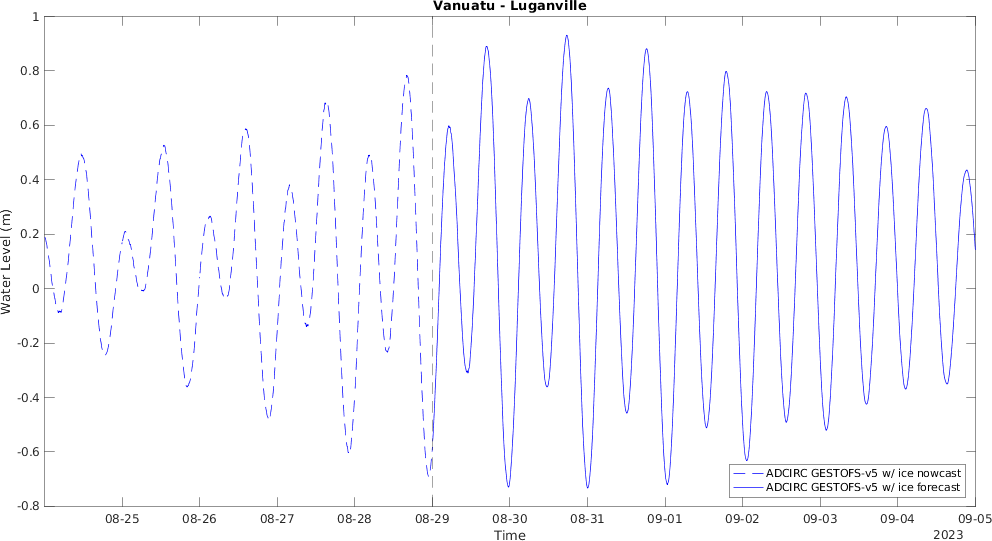 Vanuatu - Luganville
1
0.8
0.6
0.4
0.2
0
-0.2
-0.4
-0.6
-0.8
Water Level (m)
ADCIRC GESTOFS-v5 w/ ice nowcast
ADCIRC GESTOFS-v5 w/ ice forecast
08-25 08-26 08-27 08-28 08-29 08-30 08-31 09-01 09-02 09-03 09-04 09-05
Time
2023